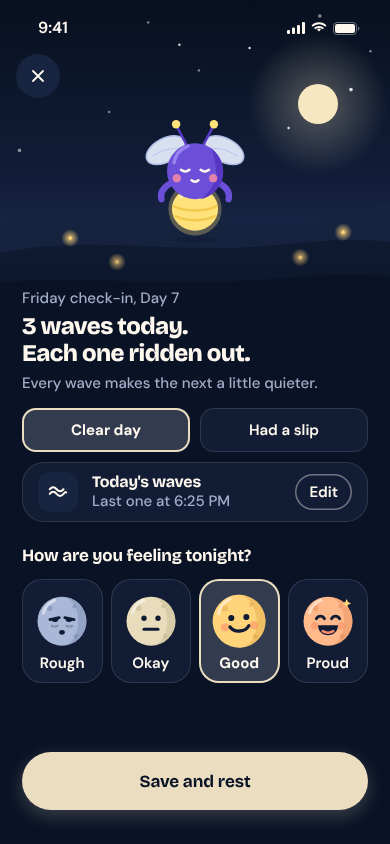 9:41
Friday check-in, Day 7
3 waves today.
Each one ridden out.
Every wave makes the next a little quieter.
Clear day
Had a slip
Today's waves
Last one at 6:25 PM
Edit
How are you feeling tonight?
Rough
Okay
Good
Proud
Save and rest